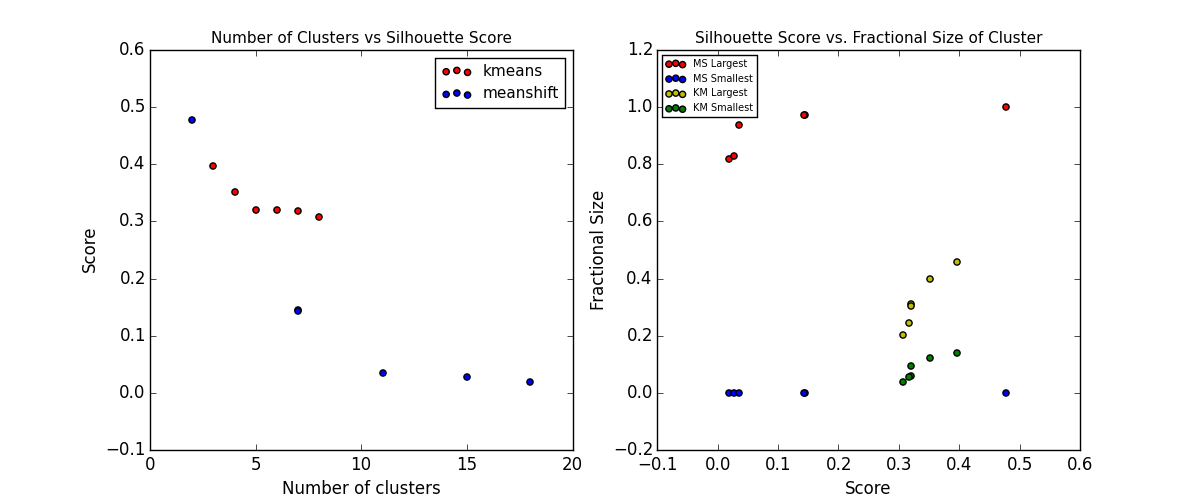 Number of Clusters vs Silhouette Score
0.6
0.5
0.4
0.3
0.2
0.1
0.0
−0.1
0
5
10
15
20
Score
Number of clusters
kmeans
meanshift
Silhouette Score vs. Fractional Size of Cluster
1.2
1.0
0.8
0.6
0.4
0.2
0.0
−0.2
−0.1
0.0
0.1
0.2
0.3
0.4
0.5
0.6
Fractional Size
Score
MS Largest
MS Smallest
KM Largest
KM Smallest